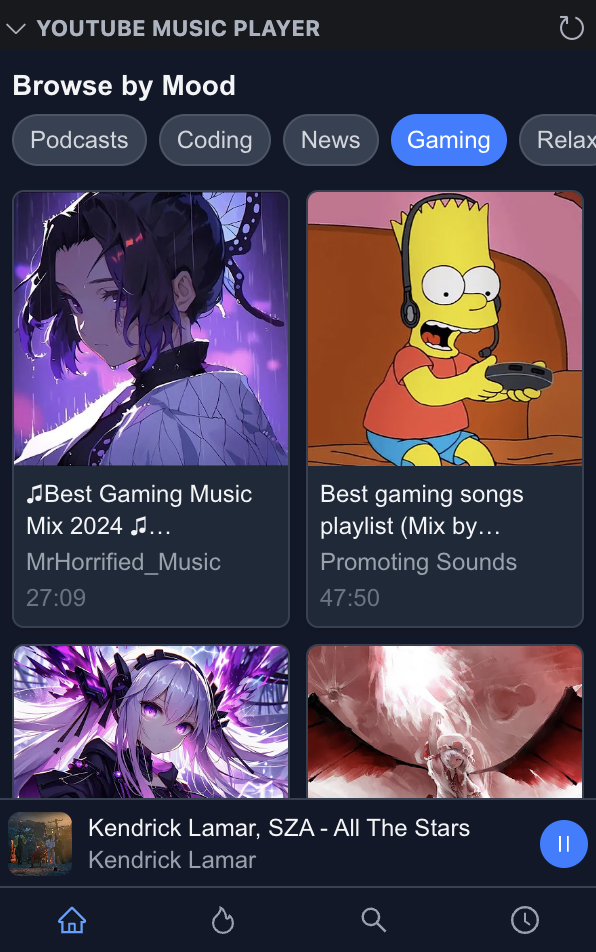 YOUTUBE MUSIC PLAYER
Browse by Mood
Podcasts Coding News Gaming Relax
♫Best Gaming Music
Mix 2024 ♫…
MrHorrified_Music
27:09
Best gaming songs
playlist (Mix by…
Promoting Sounds
47:50
Kendrick Lamar, SZA - All The Stars
Kendrick Lamar